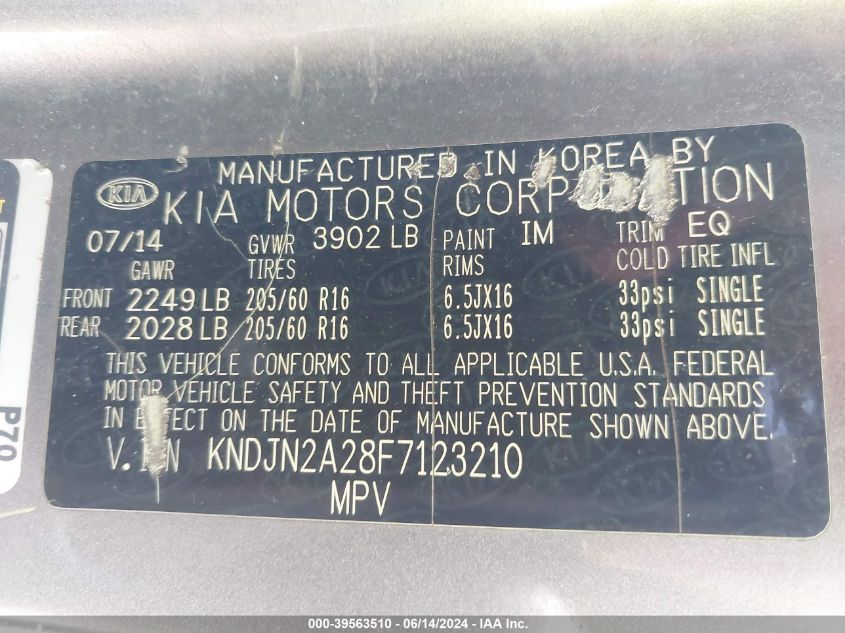 MANUFACTURED IN KOREA BY
KIA KIA MOTORS CORPORATION
07/14 GVWR 3902 LB PAINT IM TRIM EQ
GAWR TIRES RIMS COLD TIRE INFL
FRONT 2249 LB 205/60 R16 6.5JX16 33psi SINGLE
REAR 2028 LB 205/60 R16 6.5JX16 33psi SINGLE
THIS VEHICLE CONFORMS TO ALL APPLICABLE U.S.A. FEDERAL
MOTOR VEHICLE SAFETY AND THEFT PREVENTION STANDARDS
IN EFFECT ON THE DATE OF MANUFACTURE SHOWN ABOVE.
V.I.N KNDJN2A28F7123210
MPV
P79
000-39563510 - 06/14/2024 - IAA Inc.